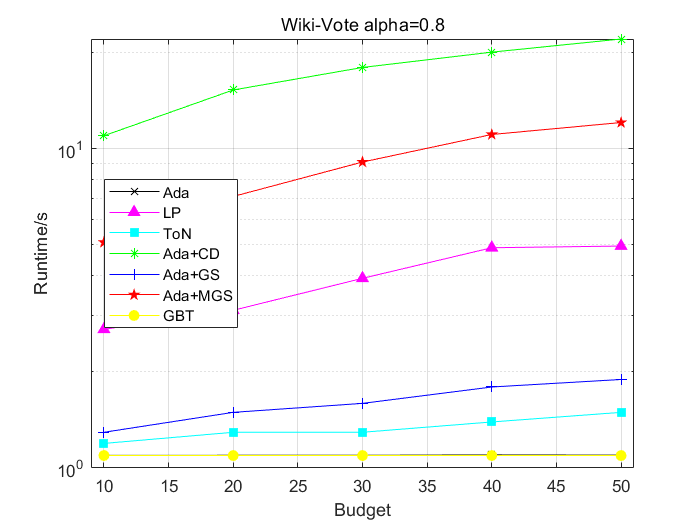 Wiki-Vote alpha=0.8
Runtime/s
10^1
10^0
Ada
LP
ToN
Ada+CD
Ada+GS
Ada+MGS
GBT
10 15 20 25 30 35 40 45 50
Budget